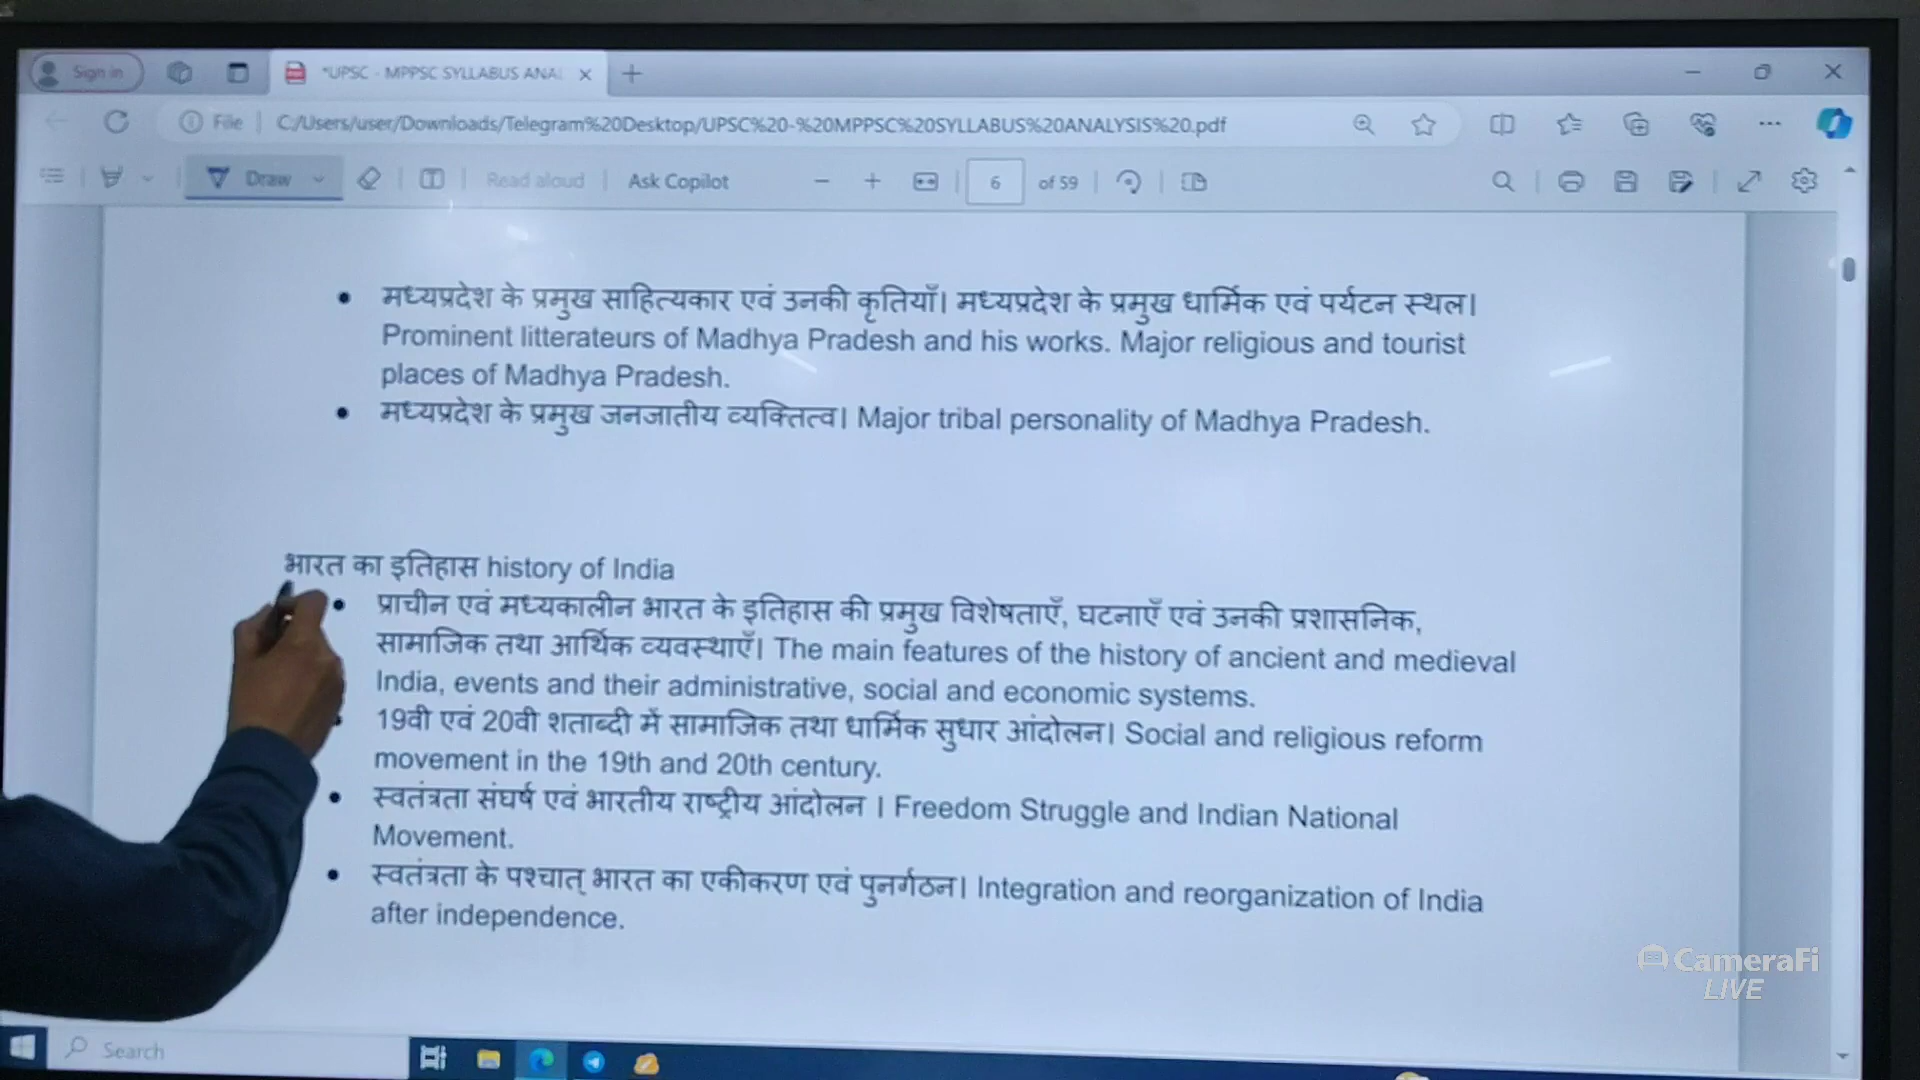 Sign in
*UPSC - MPPSC SYLLABUS ANA
File C:/Users/user/Downloads/Telegram%20Desktop/UPSC%20-%20MPPSC%20SYLLABUS%20ANALYSIS%20.pdf
Draw Read aloud Ask Copilot 6 of 59
मध्यप्रदेश के प्रमुख साहित्यकार एवं उनकी कृतियाँ। मध्यप्रदेश के प्रमुख धार्मिक एवं पर्यटन स्थल।
Prominent litterateurs of Madhya Pradesh and his works. Major religious and tourist
places of Madhya Pradesh.
मध्यप्रदेश के प्रमुख जनजातीय व्यक्तित्व। Major tribal personality of Madhya Pradesh.
भारत का इतिहास history of India
प्राचीन एवं मध्यकालीन भारत के इतिहास की प्रमुख विशेषताएँ, घटनाएँ एवं उनकी प्रशासनिक,
सामाजिक तथा आर्थिक व्यवस्थाएँ। The main features of the history of ancient and medieval
India, events and their administrative, social and economic systems.
19वी एवं 20वी शताब्दी में सामाजिक तथा धार्मिक सुधार आंदोलन। Social and religious reform
movement in the 19th and 20th century.
स्वतंत्रता संघर्ष एवं भारतीय राष्ट्रीय आंदोलन । Freedom Struggle and Indian National
Movement.
स्वतंत्रता के पश्चात् भारत का एकीकरण एवं पुनर्गठन। Integration and reorganization of India
after independence.
CameraFi
LIVE
Search